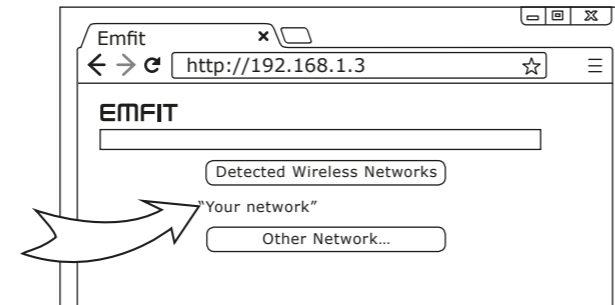 Emfit
http://192.168.1.3
EMFIT
Detected Wireless Networks
“Your network”
Other Network...